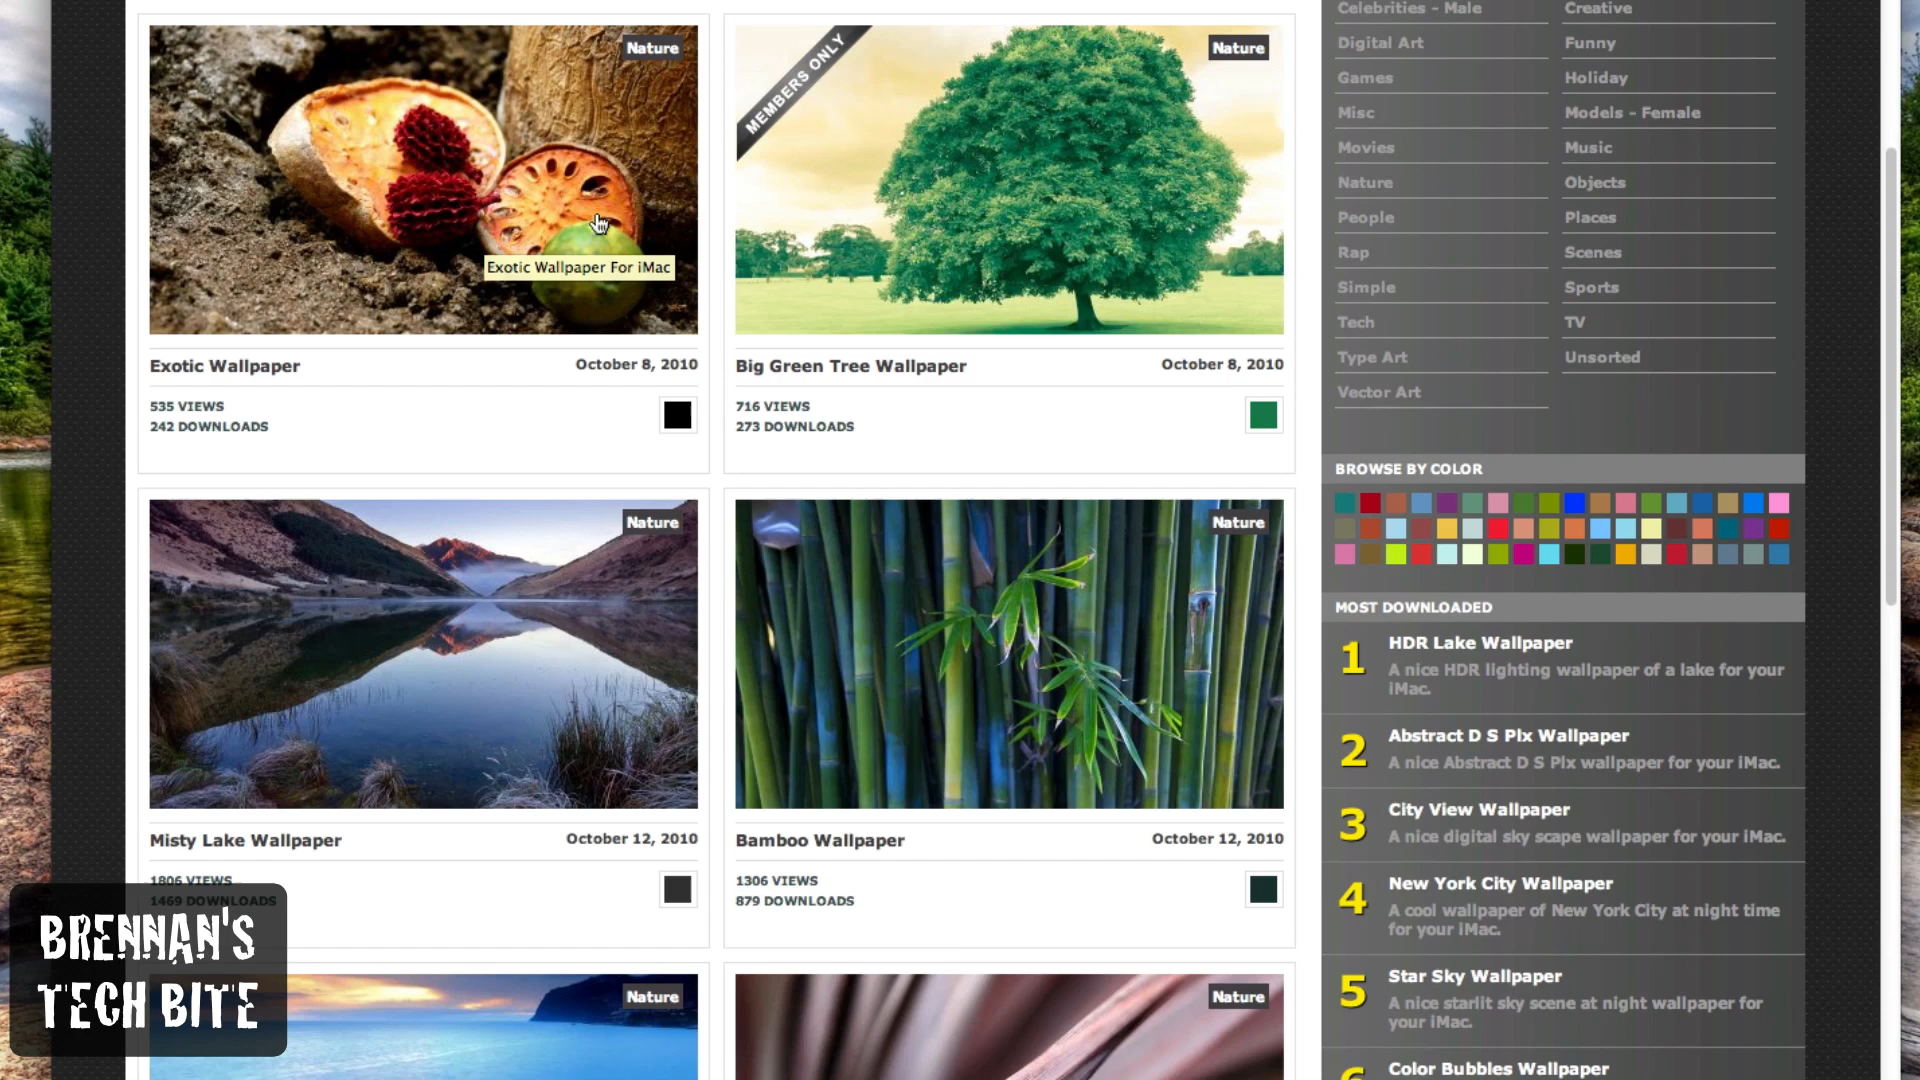 Nature
Exotic Wallpaper For iMac
Exotic Wallpaper
October 8, 2010
535 VIEWS
242 DOWNLOADS
MEMBERS ONLY
Nature
Big Green Tree Wallpaper
October 8, 2010
716 VIEWS
273 DOWNLOADS
Nature
Misty Lake Wallpaper
October 12, 2010
1806 VIEWS
1469 DOWNLOADS
Nature
Bamboo Wallpaper
October 12, 2010
1306 VIEWS
879 DOWNLOADS
Nature
Nature
BRENNAN'S
TECH BITE
Celebrities - Male
Creative
Digital Art
Funny
Games
Holiday
Misc
Models - Female
Movies
Music
Nature
Objects
People
Places
Rap
Scenes
Simple
Sports
Tech
TV
Type Art
Unsorted
Vector Art
BROWSE BY COLOR
MOST DOWNLOADED
1
HDR Lake Wallpaper
A nice HDR lighting wallpaper of a lake for your
iMac.
2
Abstract D S Plx Wallpaper
A nice Abstract D S Plx wallpaper for your iMac.
3
City View Wallpaper
A nice digital sky scape wallpaper for your iMac.
4
New York City Wallpaper
A cool wallpaper of New York City at night time
for your iMac.
5
Star Sky Wallpaper
A nice starlit sky scene at night wallpaper for
your iMac.
6
Color Bubbles Wallpaper